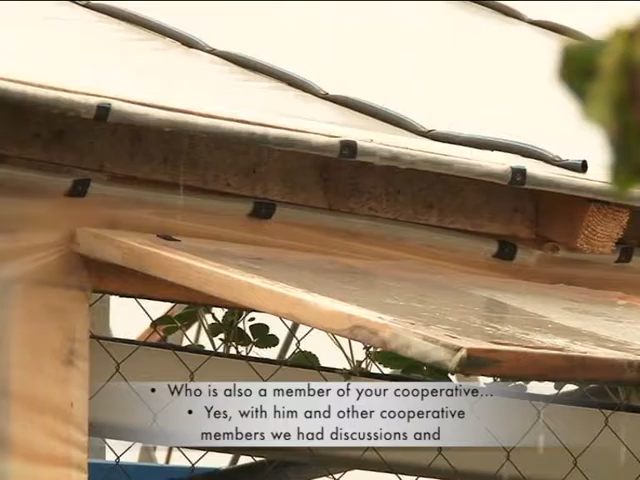 • Who is also a member of your cooperative...
• Yes, with him and other cooperative
members we had discussions and